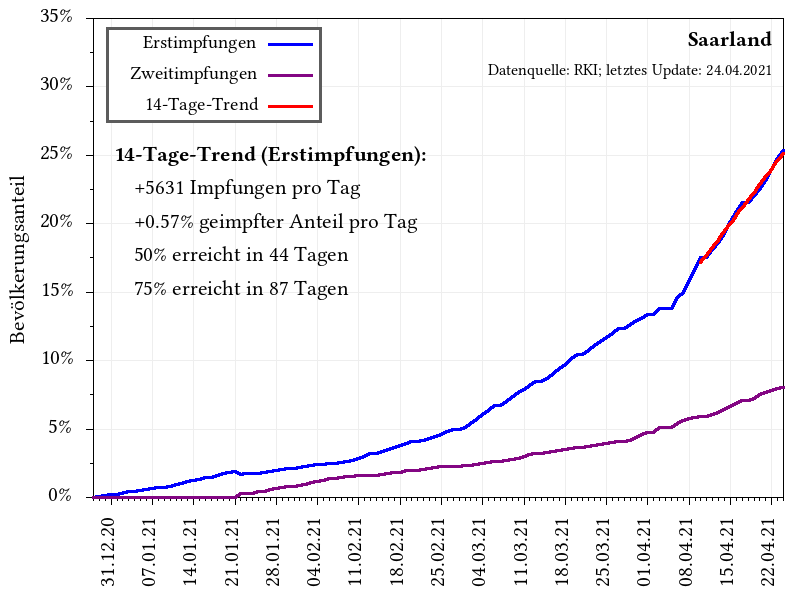 35%
30%
25%
20%
15%
10%
5%
0%
Bevölkerungsanteil
Erstimpfungen
Zweitimpfungen
14-Tage-Trend
Saarland
Datenquelle: RKI; letztes Update: 24.04.2021
14-Tage-Trend (Erstimpfungen):
+5631 Impfungen pro Tag
+0.57% geimpfter Anteil pro Tag
50% erreicht in 44 Tagen
75% erreicht in 87 Tagen
31.12.20
07.01.21
14.01.21
21.01.21
28.01.21
04.02.21
11.02.21
18.02.21
25.02.21
04.03.21
11.03.21
18.03.21
25.03.21
01.04.21
08.04.21
15.04.21
22.04.21